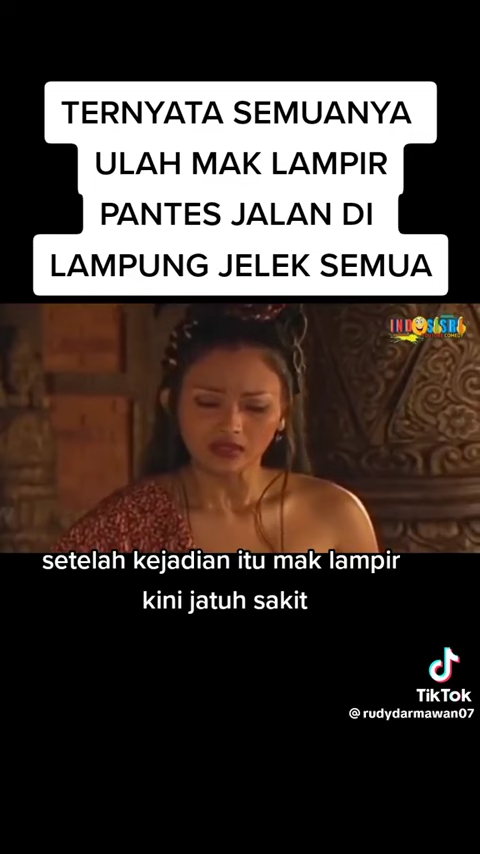 TERNYATA SEMUANYA
ULAH MAK LAMPIR
PANTES JALAN DI
LAMPUNG JELEK SEMUA
setelah kejadian itu mak lampir
kini jatuh sakit
TikTok
@rudydarmawan07